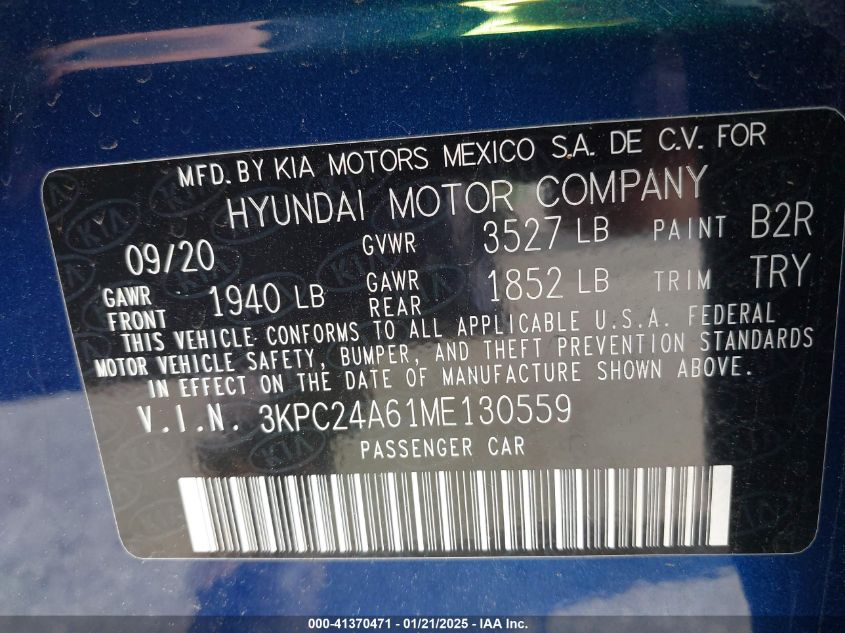 MFD. BY KIA MOTORS MEXICO S.A. DE C.V. FOR
HYUNDAI MOTOR COMPANY
09/20 GVWR 3527 LB PAINT B2R
GAWR FRONT 1940 LB GAWR REAR 1852 LB TRIM TRY
THIS VEHICLE CONFORMS TO ALL APPLICABLE U.S.A. FEDERAL
MOTOR VEHICLE SAFETY, BUMPER, AND THEFT PREVENTION STANDARDS
IN EFFECT ON THE DATE OF MANUFACTURE SHOWN ABOVE.
V.I.N. 3KPC24A61ME130559
PASSENGER CAR
000-41370471 - 01/21/2025 - IAA Inc.